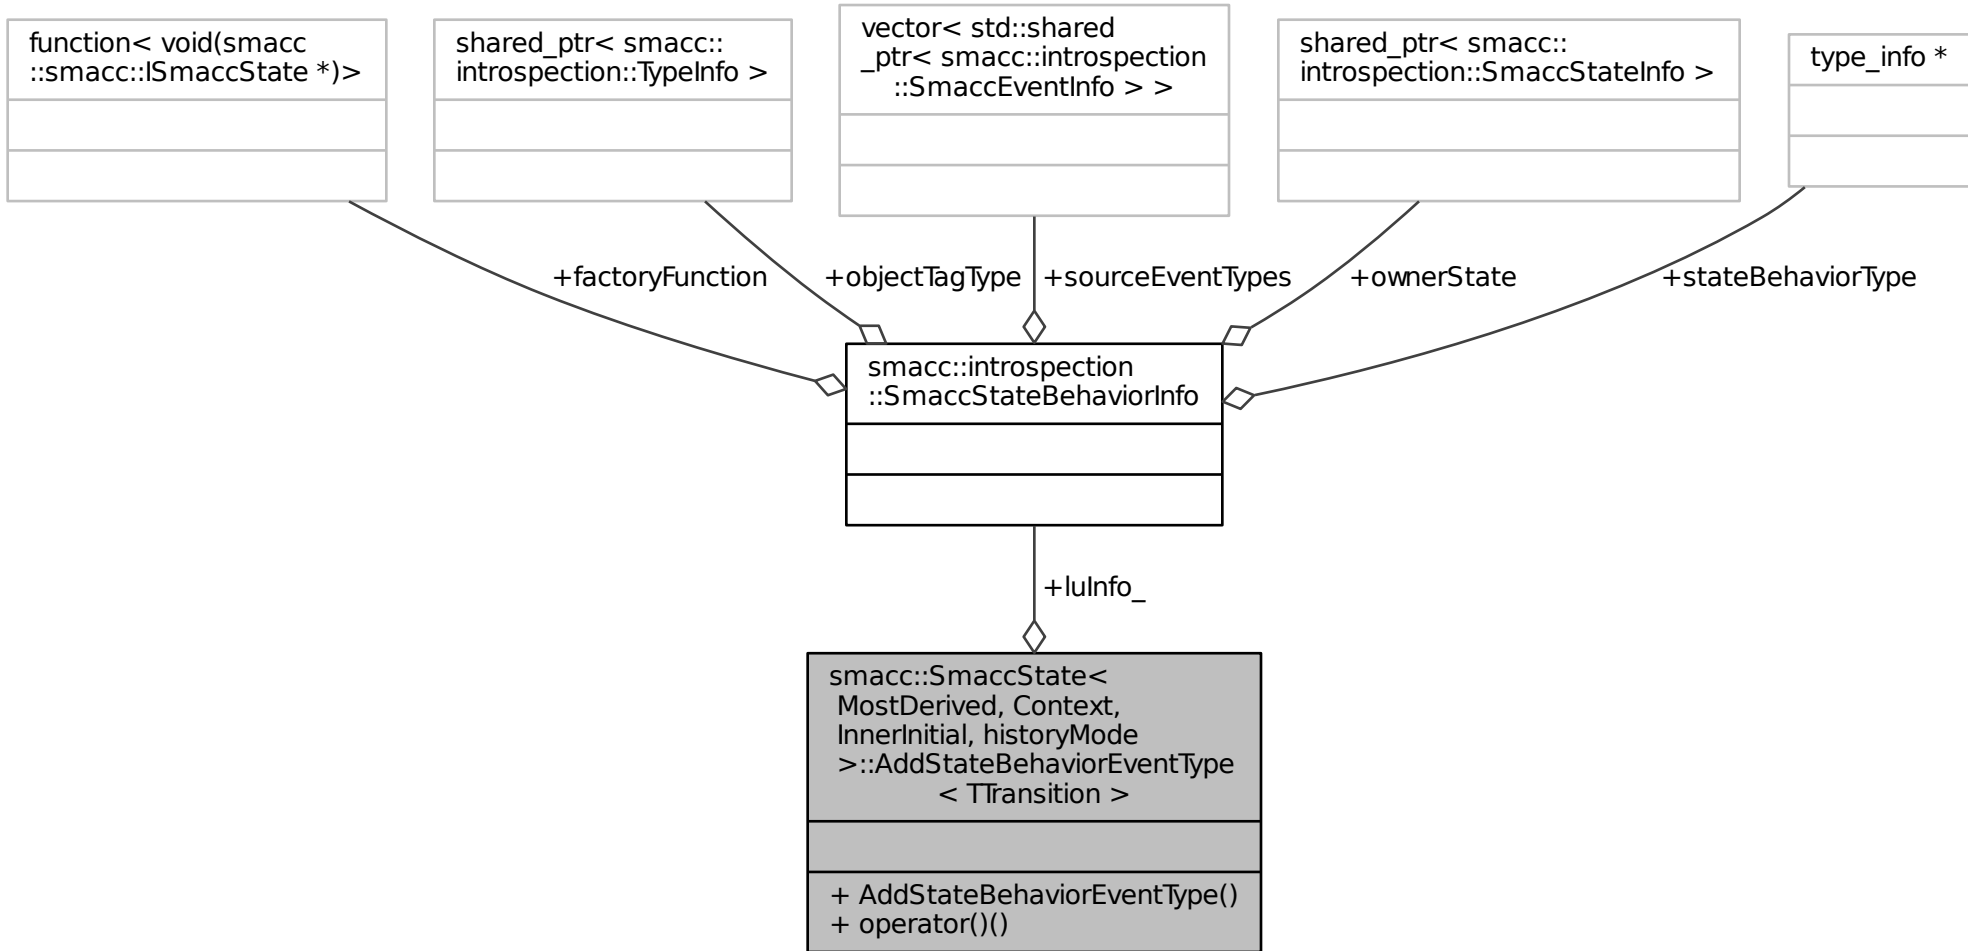 function< void(smacc
::smacc::ISmaccState *)>
shared_ptr< smacc::
introspection::TypeInfo >
vector< std::shared
_ptr< smacc::introspection
::SmaccEventInfo > >
shared_ptr< smacc::
introspection::SmaccStateInfo >
type_info *
+factoryFunction
+objectTagType
+sourceEventTypes
+ownerState
+stateBehaviorType
smacc::introspection
::SmaccStateBehaviorInfo
+luInfo_
smacc::SmaccState<
MostDerived, Context,
InnerInitial, historyMode
>::AddStateBehaviorEventType
< TTransition >
+ AddStateBehaviorEventType()
+ operator()()